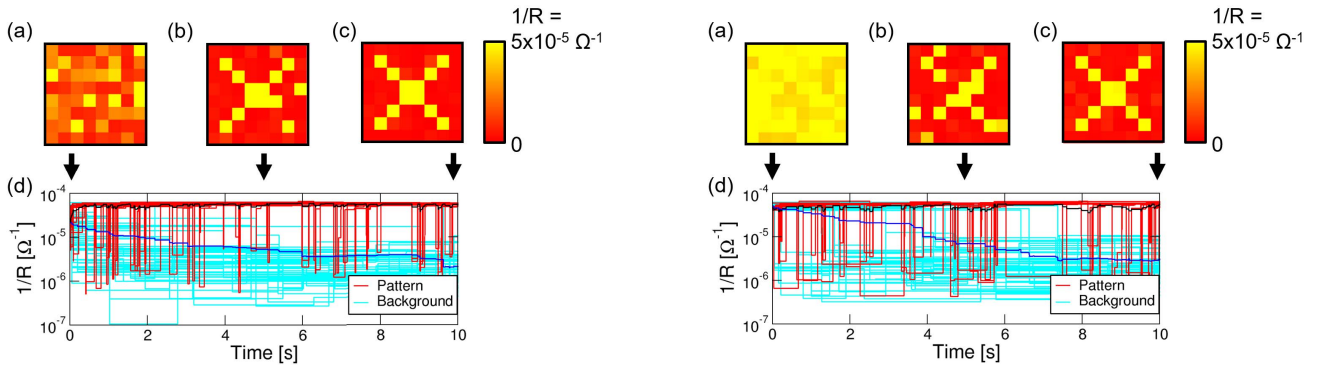 (a)
(b)
(c)
1/R =
5x10⁻⁵ Ω⁻¹
0
(d)
1/R [Ω⁻¹]
10⁻⁴
10⁻⁵
10⁻⁶
10⁻⁷
Pattern
Background
0 2 4 6 8 10
Time [s]
(a)
(b)
(c)
1/R =
5x10⁻⁵ Ω⁻¹
0
(d)
1/R [Ω⁻¹]
10⁻⁴
10⁻⁵
10⁻⁶
10⁻⁷
Pattern
Background
0 2 4 6 8 10
Time [s]